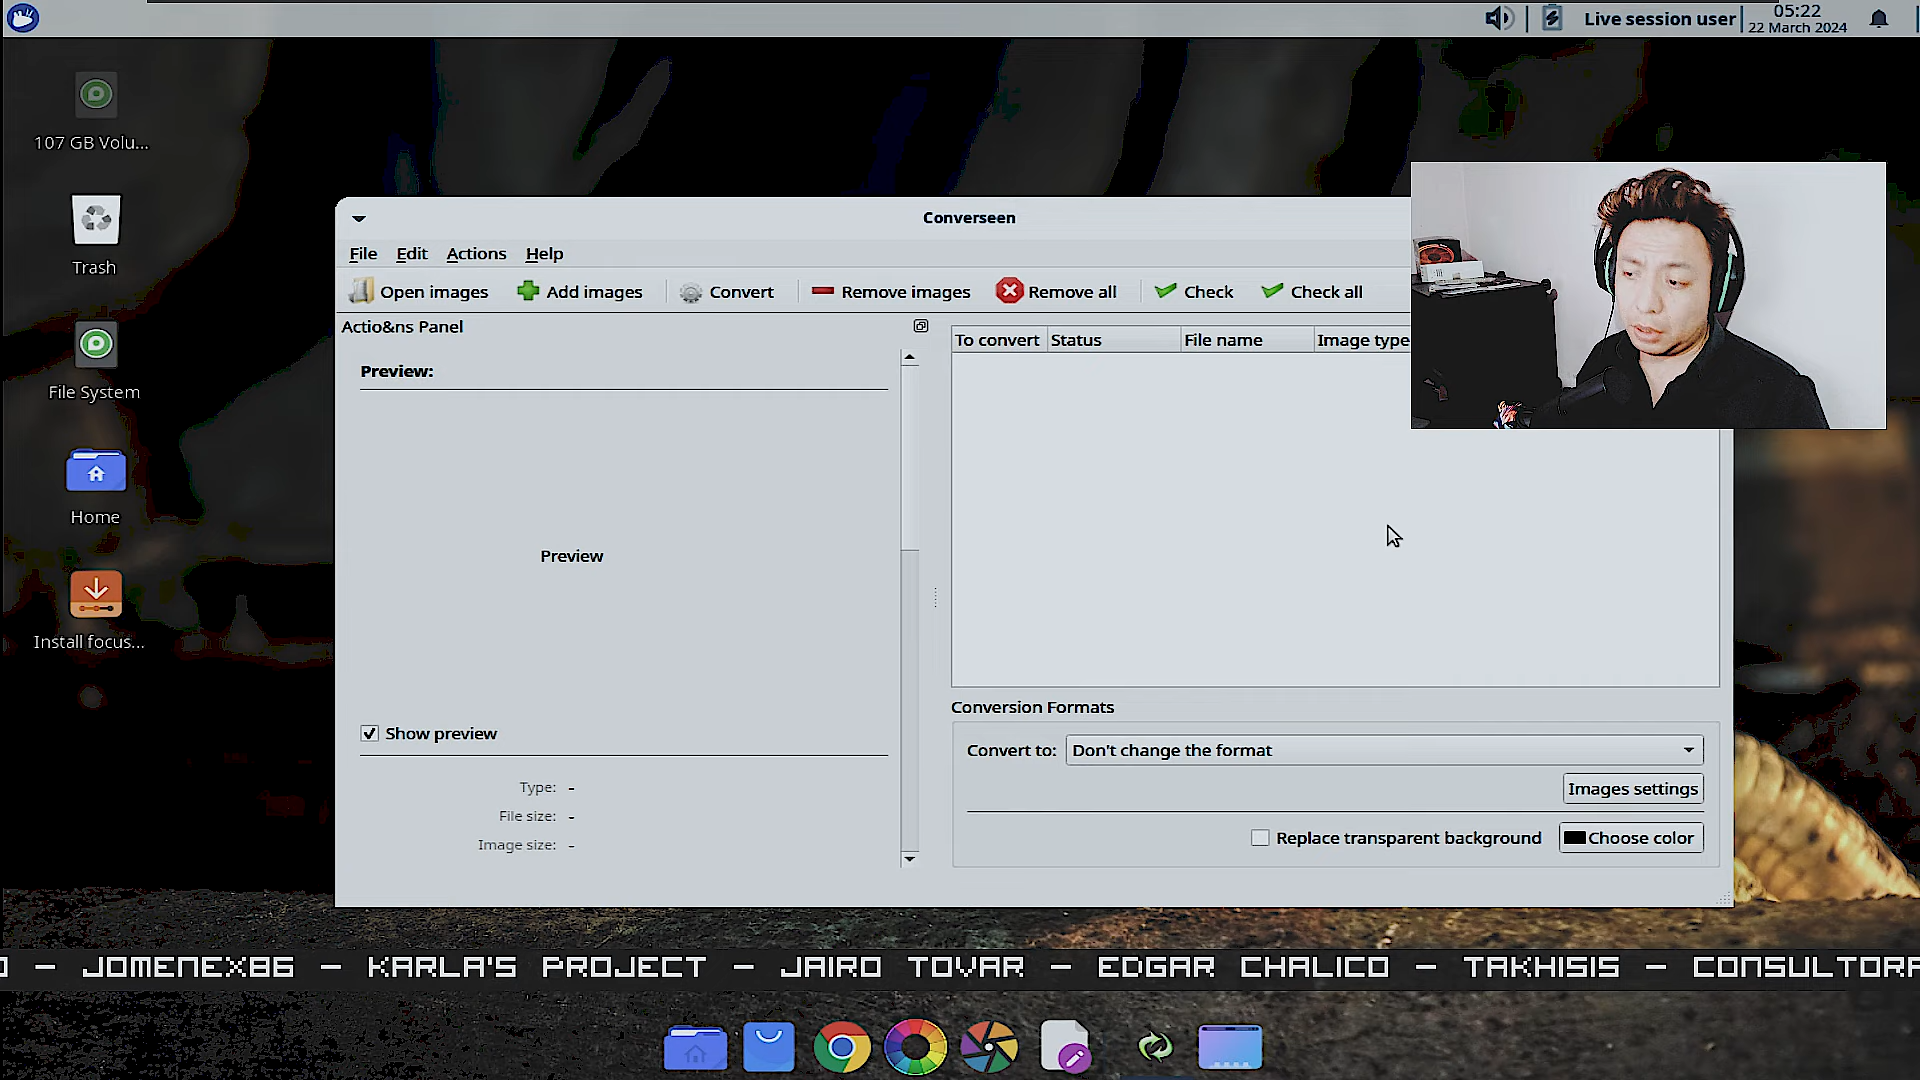 Live session user
05:22
22 March 2024
107 GB Volu...
Trash
File System
Home
Install focus...
Converseen
File Edit Actions Help
Open images Add images Convert Remove images Remove all Check Check all
Actio&ns Panel
Preview:
Preview
Show preview
Type: -
File size: -
Image size: -
To convert Status File name Image type
Conversion Formats
Convert to: Don't change the format
Images settings
Replace transparent background Choose color
- JOMENEX86 - KARLA'S PROJECT - JAIRO TOVAR - EDGAR CHALICO - TAKHISIS - CONSULTORA